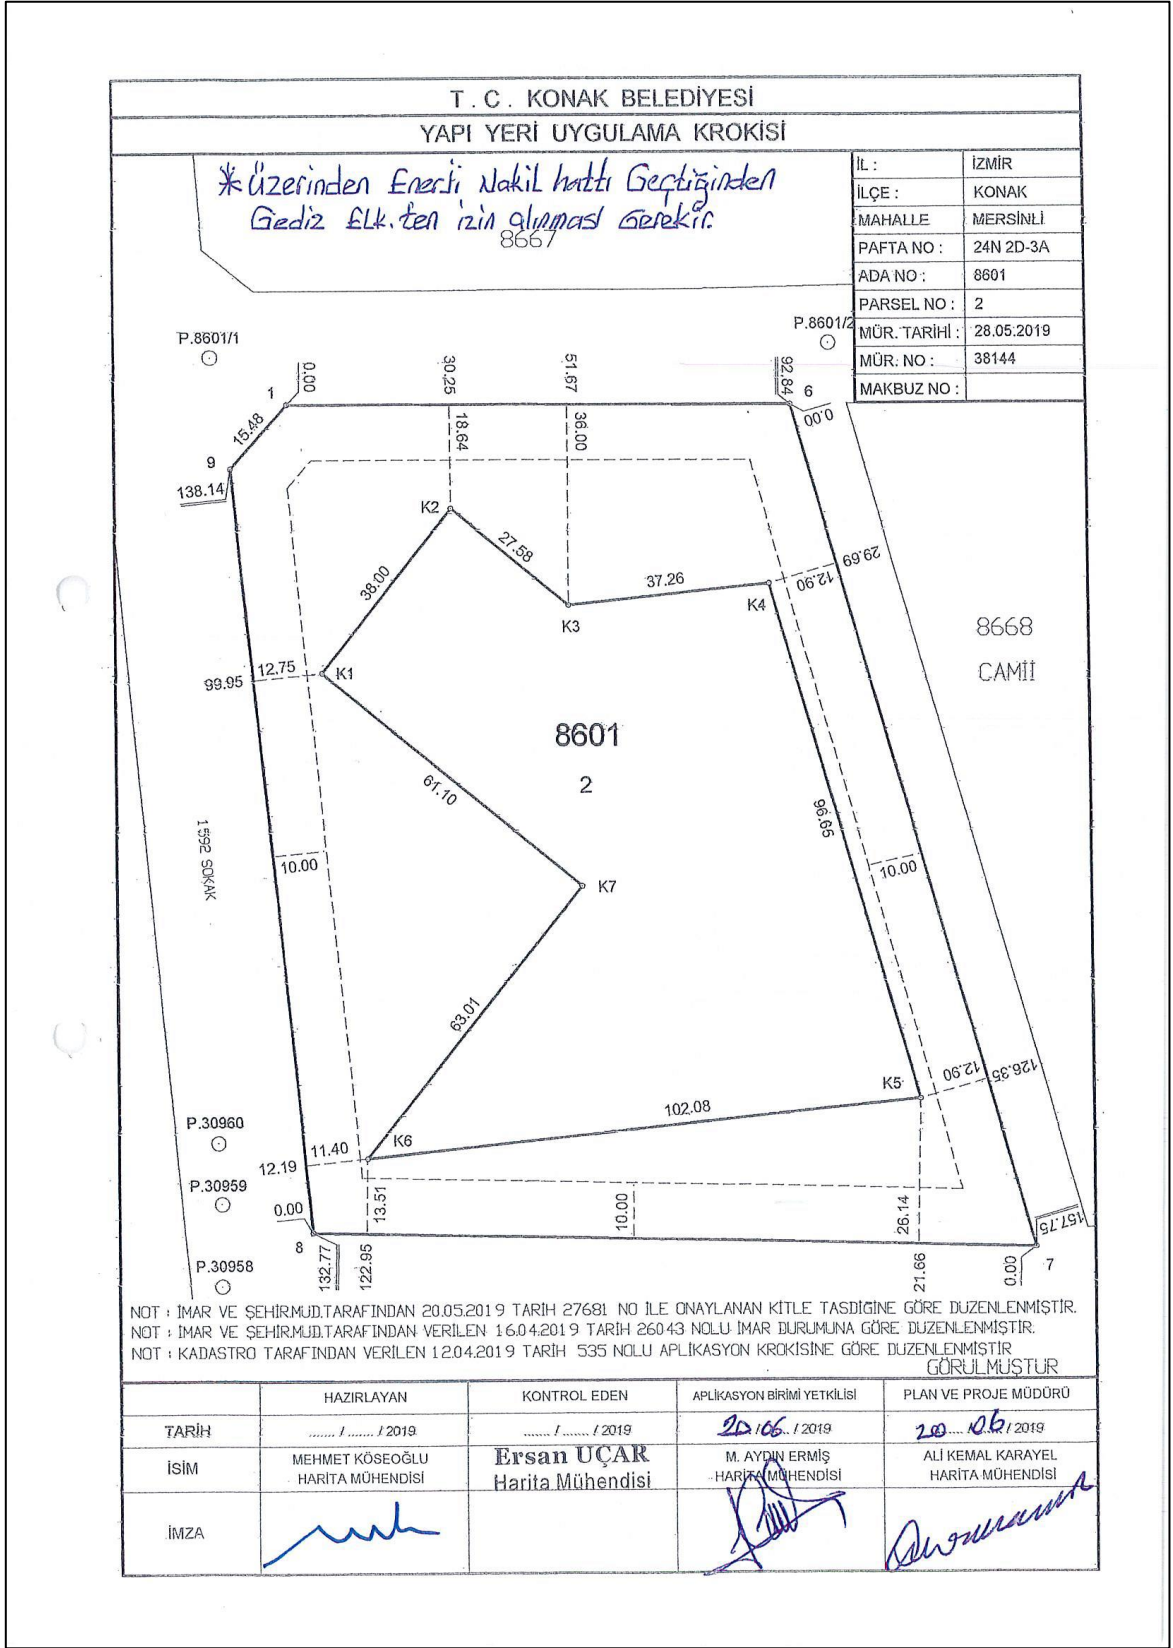 T . C . KONAK BELEDİYESİ
YAPI YERİ UYGULAMA KROKİSİ
* Üzerinden Enerji Nakil hattı Geçtiğinden
Gediz Elk.ten izin alınması Gerekir.
8667
İL : İZMİR
İLÇE : KONAK
MAHALLE MERSİNLİ
PAFTA NO : 24N 2D-3A
ADA NO : 8601
PARSEL NO : 2
MÜR. TARİHİ : 28.05.2019
MÜR. NO : 38144
MAKBUZ NO :
P.8601/1
P.8601/2
1
0.00
30.25
51.67
92.84
6
0.00
15.48
18.64
36.00
9
138.14
K2
27.58
38.00
37.26
K3
K4
12.90
29.69
8668
CAMİİ
12.75
99.95
K1
8601
2
61.10
96.65
1592 SOKAK
10.00
10.00
K7
63.01
K5
12.90
126.35
102.08
P.30960
K6
11.40
12.19
P.30959
13.51
10.00
26.14
0.00
157.75
8
7
P.30958
132.77
122.95
21.66
0.00
NOT : İMAR VE ŞEHİR.MUD.TARAFINDAN 20.05.2019 TARİH 27681 NO İLE ONAYLANAN KİTLE TASDİGİNE GÖRE DUZENLENMİŞTİR.
NOT : İMAR VE ŞEHİR.MUD.TARAFINDAN VERİLEN 16.04.2019 TARİH 26043 NOLU İMAR DURUMUNA GÖRE DUZENLENMİŞTİR.
NOT : KADASTRO TARAFINDAN VERİLEN 12.04.2019 TARİH 535 NOLU APLİKASYON KROKİSİNE GÖRE DUZENLENMİŞTİR
GÖRÜLMÜŞTÜR
HAZIRLAYAN KONTROL EDEN APLİKASYON BİRİMİ YETKİLİSİ PLAN VE PROJE MÜDÜRÜ
TARİH ....... / ....... / 2019 ....... / ....... / 2019 20/06 / 2019 20 06 / 2019
İSİM MEHMET KÖSEOĞLU Ersan UÇAR M. AYDIN ERMİŞ ALİ KEMAL KARAYEL
HARİTA MÜHENDİSİ Harita Mühendisi HARİTA MÜHENDİSİ HARİTA MÜHENDİSİ
İMZA